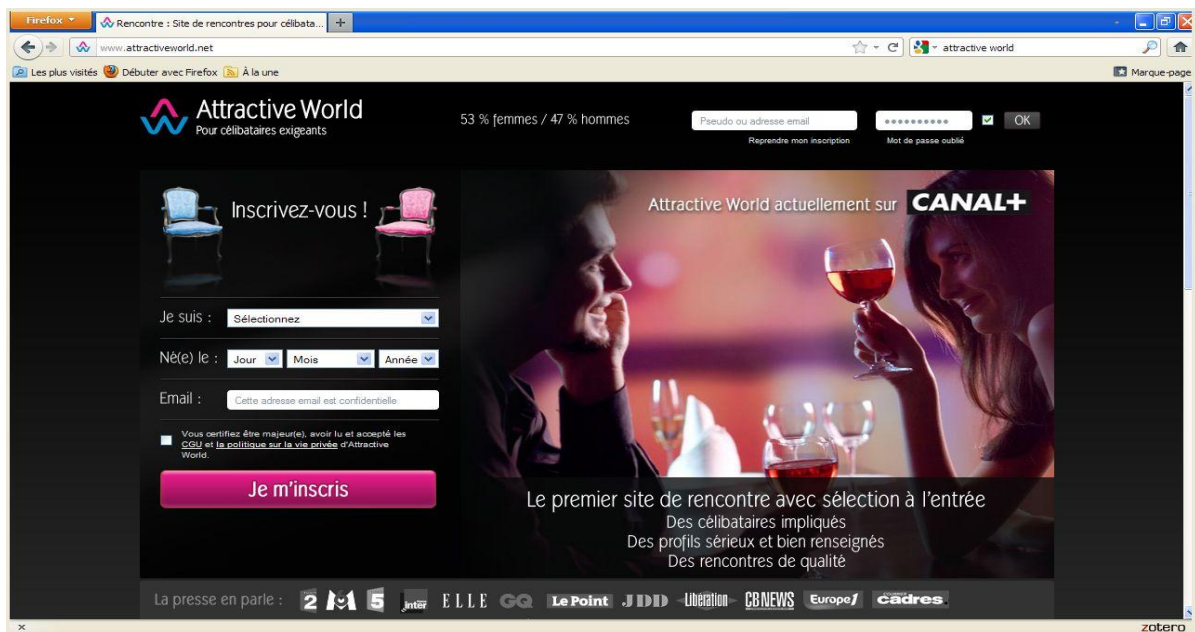 Firefox
Rencontre : Site de rencontres pour céliba ta...
www.attractiveworld.net
attractive world
Les plus visités Débuter avec Firefox À la une
Marque-page
Attractive World
Pour célibataires exigeants
53 % femmes / 47 % hommes
Pseudo ou adresse email
OK
Reprendre mon inscription
Mot de passe oublié
Inscrivez-vous !
Attractive World actuellement sur CANAL+
Je suis : Sélectionnez
Né(e) le : Jour Mois Année
Email : Cette adresse email est confidentielle
Vous certifiez être majeur(e), avoir lu et accepté les
CGU et la politique sur la vie privée d'Attractive
World.
Je m'inscris
Le premier site de rencontre avec sélection à l'entrée
Des célibataires impliqués
Des profils sérieux et bien renseignés
Des rencontres de qualité
La presse en parle : 2 M6 5 inter ELLE GQ Le Point JDD Libération CBNEWS Europe1 cadres
zotero